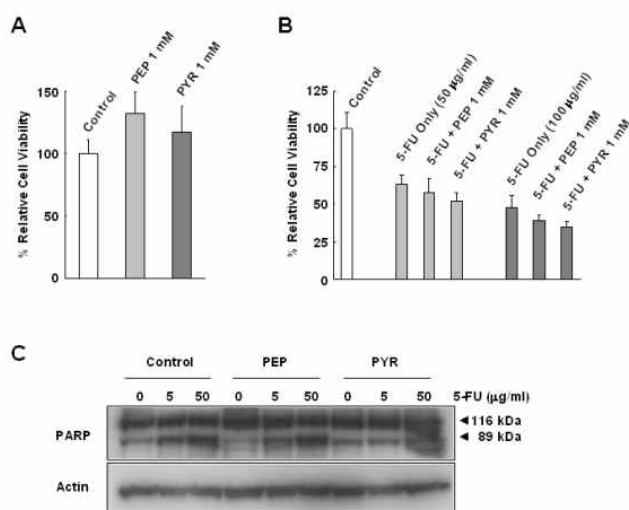 A
% Relative Cell Viability
150
100
50
0
Control
PEP 1 mM
PYR 1 mM
B
% Relative Cell Viability
125
100
75
50
25
0
Control
5-FU Only (50 µg/ml)
5-FU + PEP 1 mM
5-FU + PYR 1 mM
5-FU Only (100 µg/ml)
5-FU + PEP 1 mM
5-FU + PYR 1 mM
C
Control PEP PYR
0 5 50 0 5 50 0 5 50 5-FU (µg/ml)
PARP
◄116 kDa
◄ 89 kDa
Actin